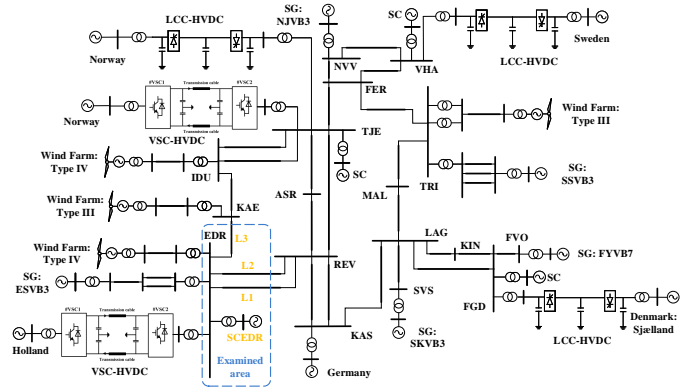 LCC-HVDC
Norway
SG:
NJVB3
SC
Sweden
NVV
VHA
LCC-HVDC
FER
#VSC1
Transmission cable
#VSC2
Transmission cable
Norway
VSC-HVDC
TJE
Wind Farm:
Type III
Wind Farm:
Type IV
IDU
SC
TRI
SG:
SSVB3
MAL
ASR
Wind Farm:
Type III
KAE
EDR
L3
LAG
KIN
FVO
SG: FYVB7
Wind Farm:
Type IV
L2
REV
SC
SG:
ESVB3
L1
SVS
FGD
#VSC1
Transmission cable
#VSC2
Transmission cable
Holland
VSC-HVDC
SCEDR
Examined
area
KAS
SG:
SKVB3
Germany
Denmark:
Sjælland
LCC-HVDC